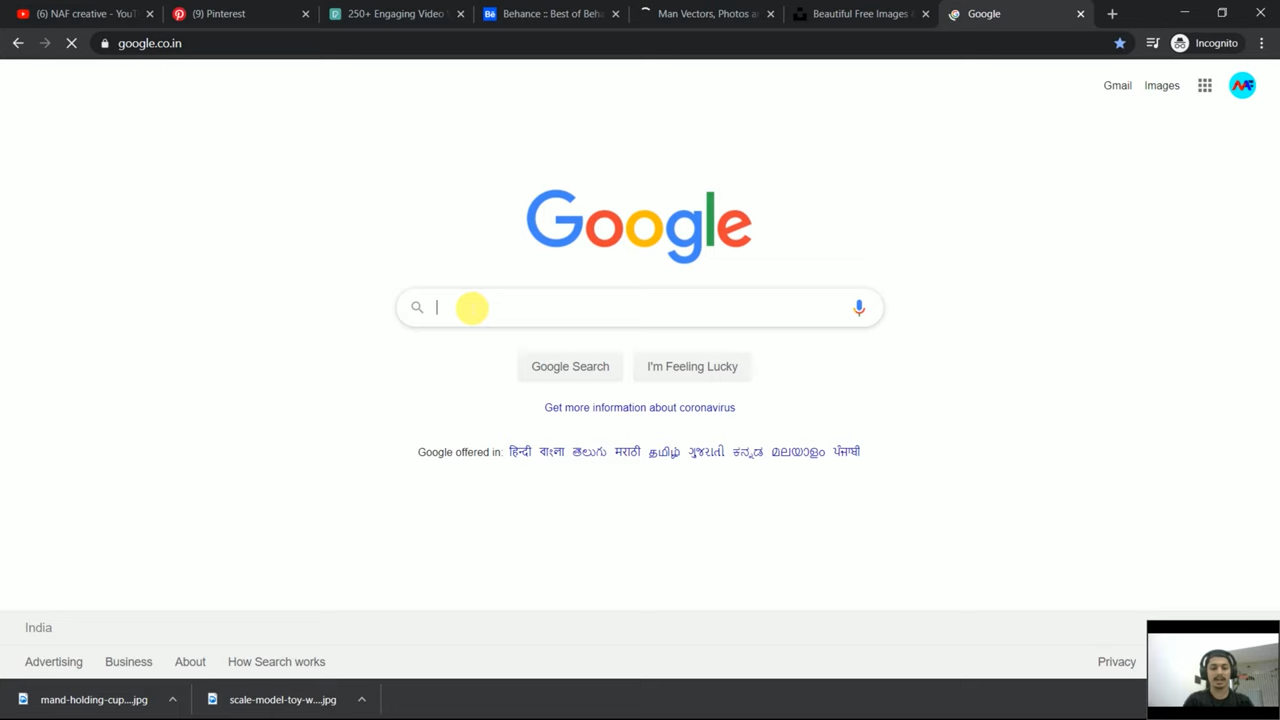 (6) NAF creative - YouT
(9) Pinterest
250+ Engaging Video
Behance :: Best of Beha
Man Vectors, Photos a
Beautiful Free Images
Google
google.co.in
Incognito
Gmail Images
NAF
Google
Google Search I'm Feeling Lucky
Get more information about coronavirus
Google offered in: हिन्दी বাংলা తెలుగు मराठी தமிழ் ગુજરાતી ಕನ್ನಡ മലയാളം ਪੰਜਾਬੀ
India
Advertising Business About How Search works Privacy
mand-holding-cup....jpg scale-model-toy-w....jpg